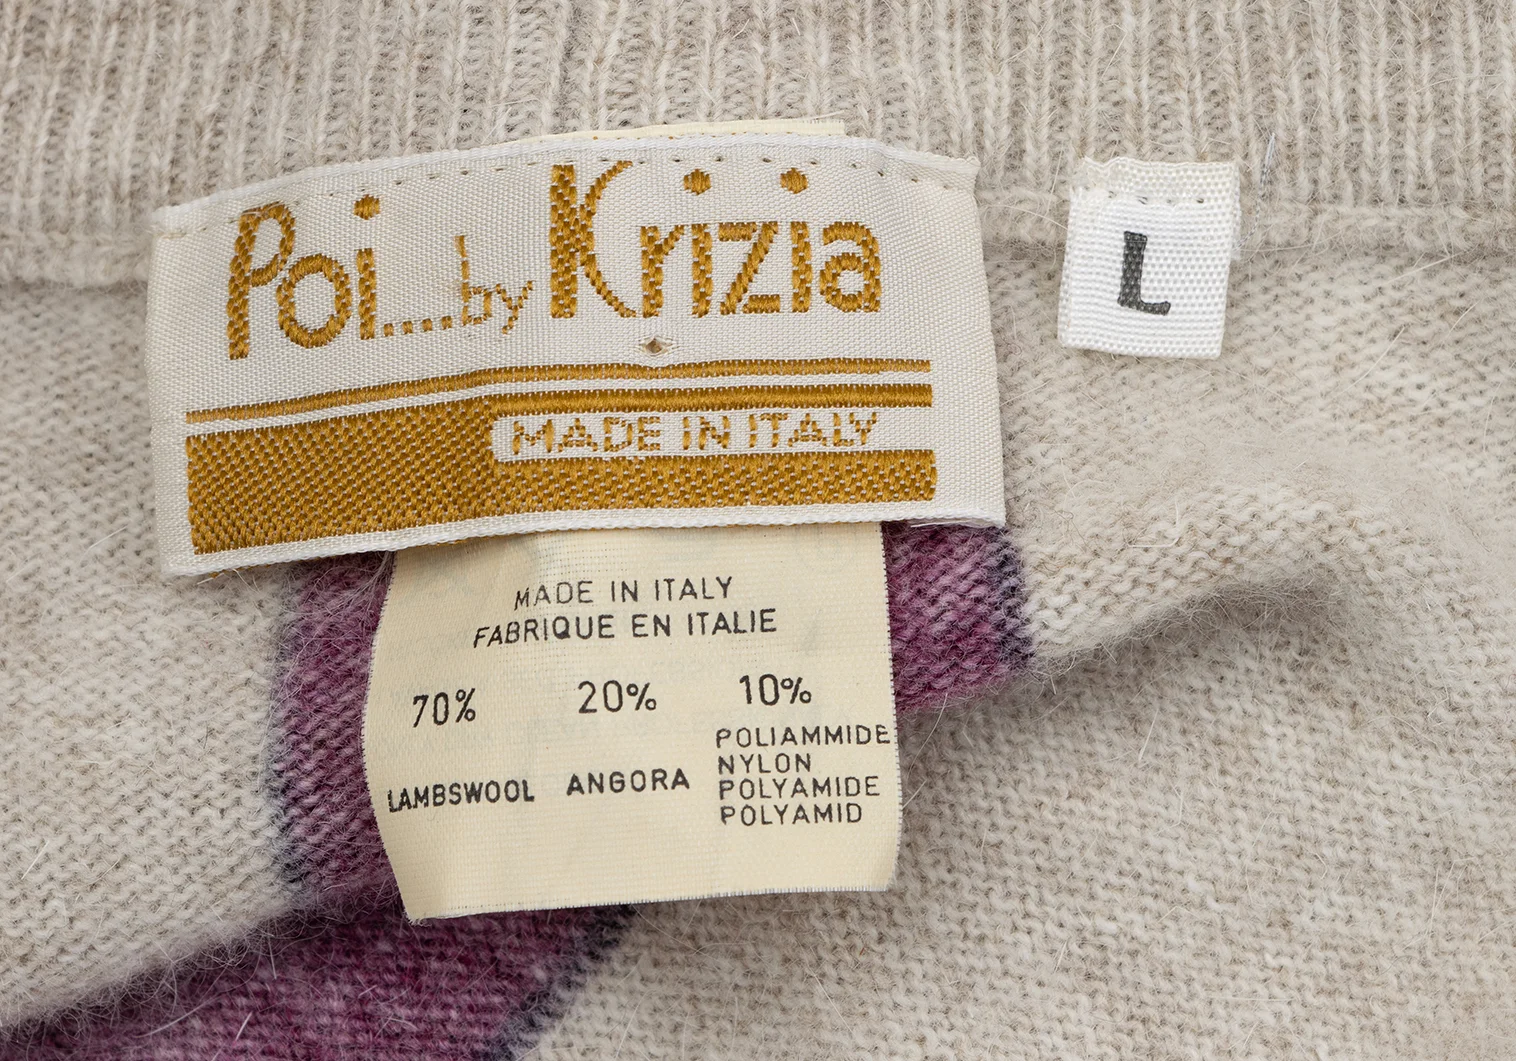 Poi.....by Krizia
MADE IN ITALY
L
MADE IN ITALY
FABRIQUE EN ITALIE
70% 20% 10%
LAMBSWOOL ANGORA POLIAMMIDE
NYLON
POLYAMIDE
POLYAMID